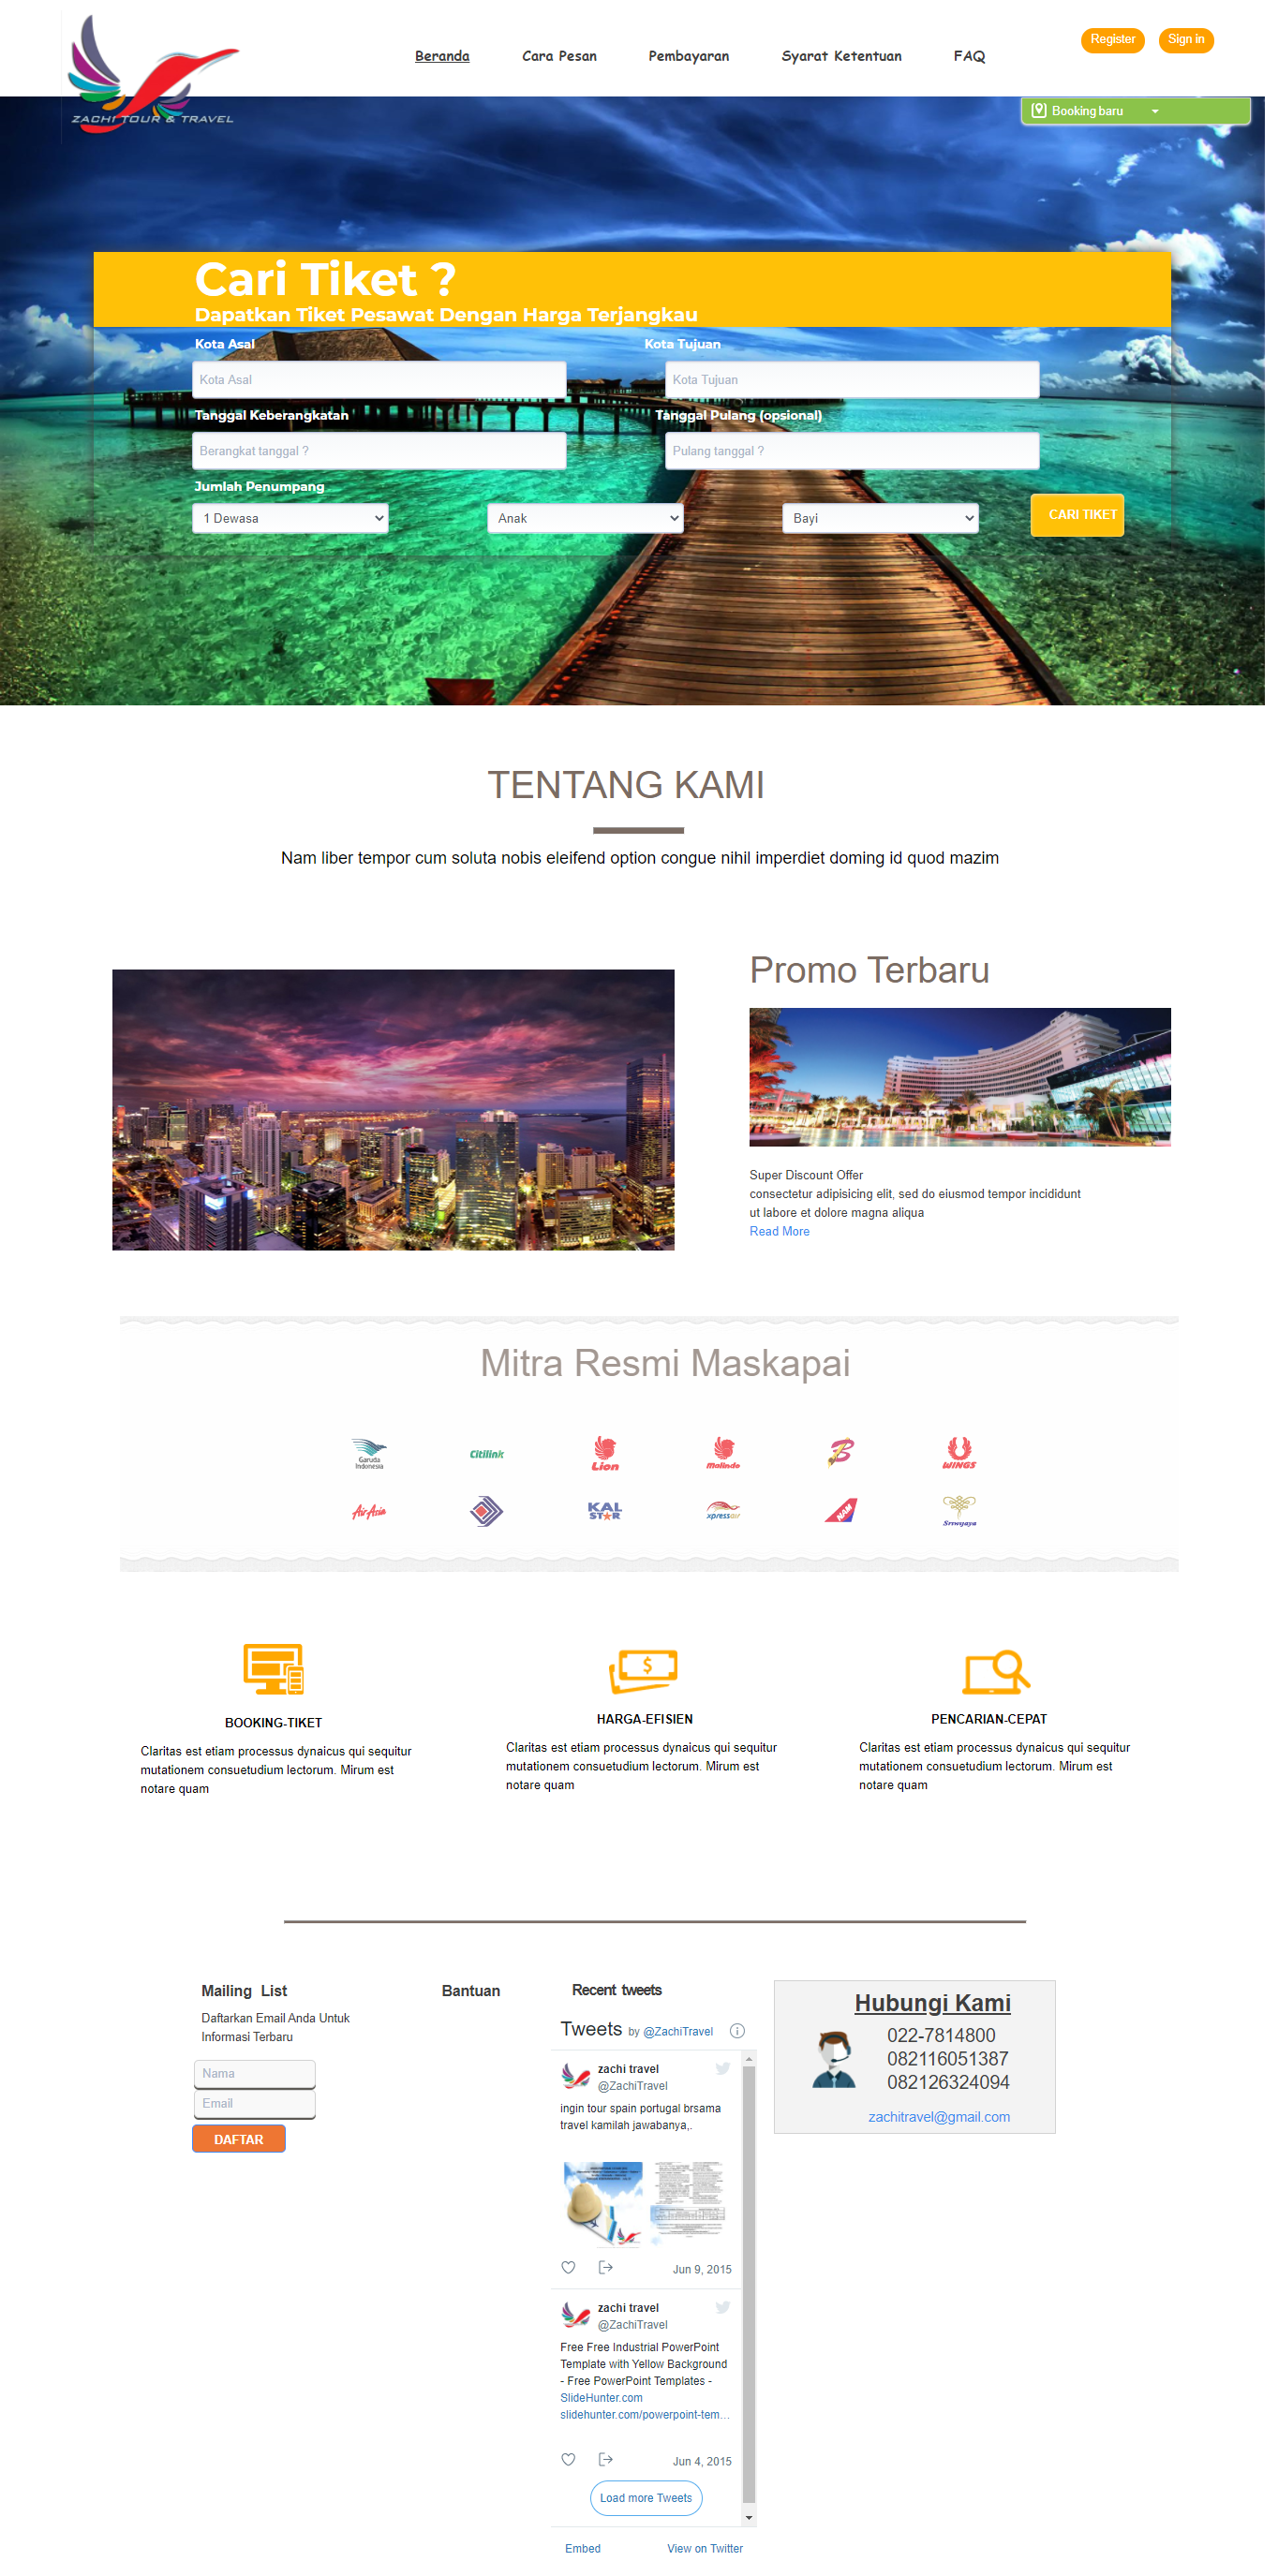 ZACHI TOUR & TRAVEL
Beranda
Cara Pesan
Pembayaran
Syarat Ketentuan
FAQ
Register
Sign in
Booking baru
Cari Tiket ?
Dapatkan Tiket Pesawat Dengan Harga Terjangkau
Kota Asal
Kota Tujuan
Kota Asal
Kota Tujuan
Tanggal Keberangkatan
Tanggal Pulang (opsional)
Berangkat tanggal ?
Pulang tanggal ?
Jumlah Penumpang
1 Dewasa
Anak
Bayi
CARI TIKET
TENTANG KAMI
Nam liber tempor cum soluta nobis eleifend option congue nihil imperdiet doming id quod mazim
Promo Terbaru
Super Discount Offer
consectetur adipisicing elit, sed do eiusmod tempor incididunt
ut labore et dolore magna aliqua
Read More
Mitra Resmi Maskapai
Garuda
Indonesia
Citilink
Lion
Malindo
B
WINGS
AirAsia
KAL
STAR
xpressair
NAM
Sriwijaya
BOOKING-TIKET
Claritas est etiam processus dynaicus qui sequitur
mutationem consuetudium lectorum. Mirum est
notare quam
HARGA-EFISIEN
Claritas est etiam processus dynaicus qui sequitur
mutationem consuetudium lectorum. Mirum est
notare quam
PENCARIAN-CEPAT
Claritas est etiam processus dynaicus qui sequitur
mutationem consuetudium lectorum. Mirum est
notare quam
Mailing List
Daftarkan Email Anda Untuk
Informasi Terbaru
Nama
Email
DAFTAR
Bantuan
Recent tweets
Tweets by @ZachiTravel
zachi travel
@ZachiTravel
ingin tour spain portugal brsama
travel kamilah jawabanya,.
Jun 9, 2015
zachi travel
@ZachiTravel
Free Free Industrial PowerPoint
Template with Yellow Background
- Free PowerPoint Templates -
SlideHunter.com
slidehunter.com/powerpoint-tem…
Jun 4, 2015
Load more Tweets
Embed
View on Twitter
Hubungi Kami
022-7814800
082116051387
082126324094
zachitravel@gmail.com